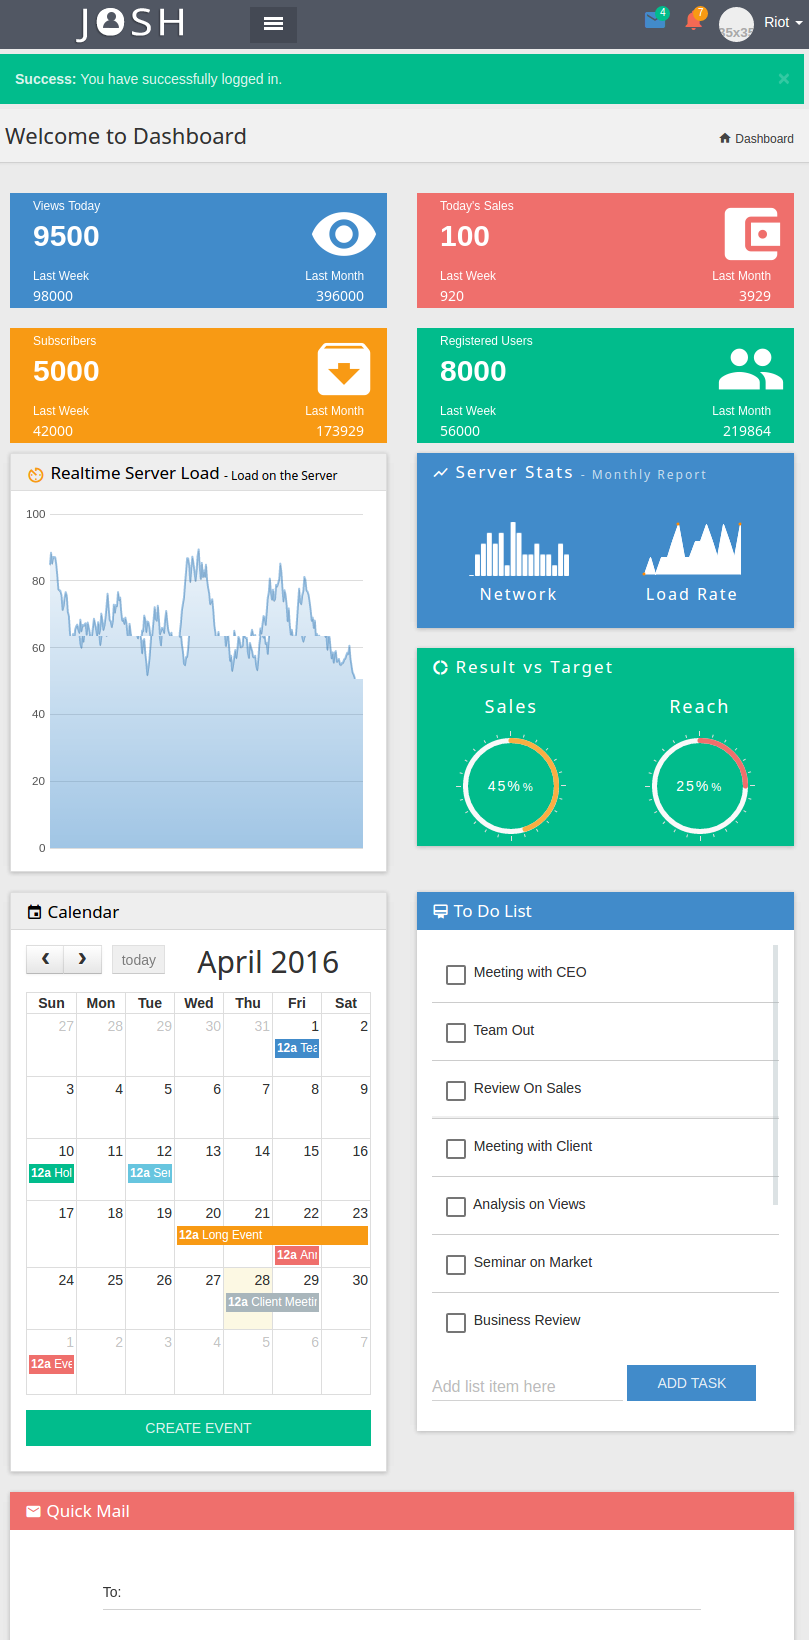 JOSH
4
7
35x35
Riot
Success: You have successfully logged in.
×
Welcome to Dashboard
Dashboard
Views Today
9500
Last Week
Last Month
98000
396000
Today's Sales
100
Last Week
Last Month
920
3929
Subscribers
5000
Last Week
Last Month
42000
173929
Registered Users
8000
Last Week
Last Month
56000
219864
Realtime Server Load - Load on the Server
100
80
60
40
20
0
Server Stats - Monthly Report
Network
Load Rate
Result vs Target
Sales
Reach
45%%
25%%
Calendar
today
April 2016
Sun Mon Tue Wed Thu Fri Sat
27 28 29 30 31 1 2
12a Tea
3 4 5 6 7 8 9
10 11 12 13 14 15 16
12a Hol
12a Se
17 18 19 20 21 22 23
12a Long Event
12a An
24 25 26 27 28 29 30
12a Client Meetin
1 2 3 4 5 6 7
12a Eve
CREATE EVENT
To Do List
Meeting with CEO
Team Out
Review On Sales
Meeting with Client
Analysis on Views
Seminar on Market
Business Review
Add list item here
ADD TASK
Quick Mail
To: